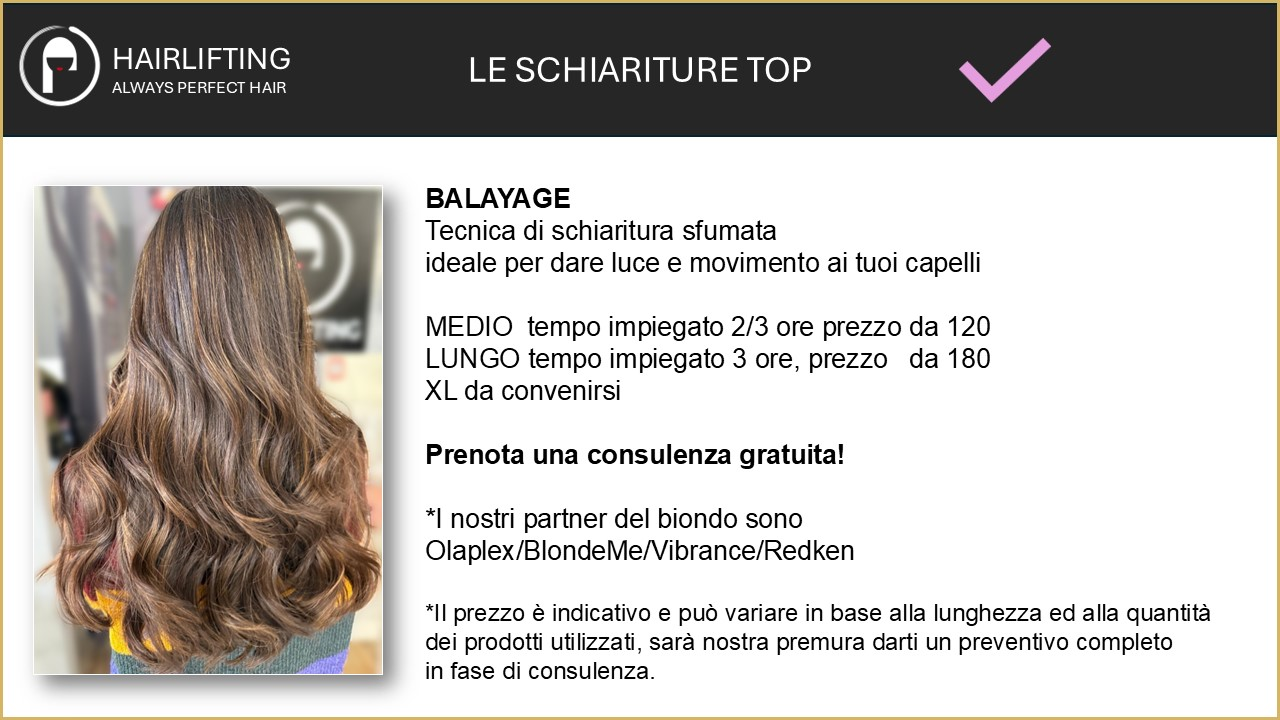 HAIRLIFTING
ALWAYS PERFECT HAIR
LE SCHIARITURE TOP
BALAYAGE
Tecnica di schiaritura sfumata
ideale per dare luce e movimento ai tuoi capelli
MEDIO  tempo impiegato 2/3 ore prezzo da 120
LUNGO tempo impiegato 3 ore, prezzo   da 180
XL da convenirsi
Prenota una consulenza gratuita!
*I nostri partner del biondo sono
Olaplex/BlondeMe/Vibrance/Redken
*Il prezzo è indicativo e può variare in base alla lunghezza ed alla quantità
dei prodotti utilizzati, sarà nostra premura darti un preventivo completo
in fase di consulenza.